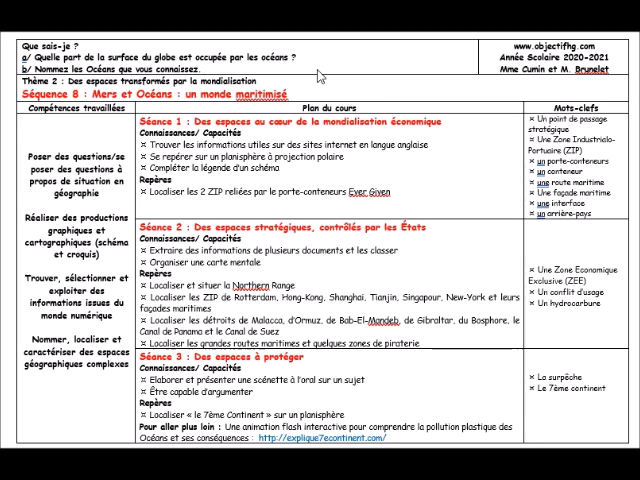 Que sais-je ?
a/ Quelle part de la surface du globe est occupée par les océans ?
b/ Nommez les Océans que vous connaissez.
www.objectifhg.com
Année Scolaire 2020-2021
Mme Cumin et M. Brunelet
Thème 2 : Des espaces transformés par la mondialisation
Séquence 8 : Mers et Océans : un monde maritimisé
Compétences travaillées
Plan du cours
Mots-clefs
Poser des questions/se
poser des questions à
propos de situation en
géographie
Réaliser des productions
graphiques et
cartographiques (schéma
et croquis)
Trouver, sélectionner et
exploiter des
informations issues du
monde numérique
Nommer, localiser et
caractériser des espaces
géographiques complexes
Séance 1 : Des espaces au cœur de la mondialisation économique
Connaissances/ Capacités
¤ Trouver les informations utiles sur des sites internet en langue anglaise
¤ Se repérer sur un planisphère à projection polaire
¤ Compléter la légende d'un schéma
Repères
¤ Localiser les 2 ZIP reliées par le porte-conteneurs Ever Given
¤ Un point de passage
stratégique
¤ Une Zone Industrialo-
Portuaire (ZIP)
¤ un porte-conteneurs
¤ un conteneur
¤ une route maritime
¤ Une façade maritime
¤ une interface
¤ un arrière-pays
Séance 2 : Des espaces stratégiques, contrôlés par les États
Connaissances/ Capacités
¤ Extraire des informations de plusieurs documents et les classer
¤ Organiser une carte mentale
Repères
¤ Localiser et situer la Northern Range
¤ Localiser les ZIP de Rotterdam, Hong-Kong, Shanghai, Tianjin, Singapour, New-York et leurs
façades maritimes
¤ Localiser les détroits de Malacca, d'Ormuz, de Bab-El-Mandeb, de Gibraltar, du Bosphore, le
Canal de Panama et le Canal de Suez
¤ Localiser les grandes routes maritimes et quelques zones de piraterie
¤ Une Zone Economique
Exclusive (ZEE)
¤ Un conflit d'usage
¤ Un hydrocarbure
Séance 3 : Des espaces à protéger
Connaissances/ Capacités
¤ Elaborer et présenter une scénette à l'oral sur un sujet
¤ Être capable d'argumenter
Repères
¤ Localiser « le 7ème Continent » sur un planisphère
Pour aller plus loin : Une animation flash interactive pour comprendre la pollution plastique des
Océans et ses conséquences : http://explique7econtinent.com/
¤ La surpêche
¤ Le 7ème continent